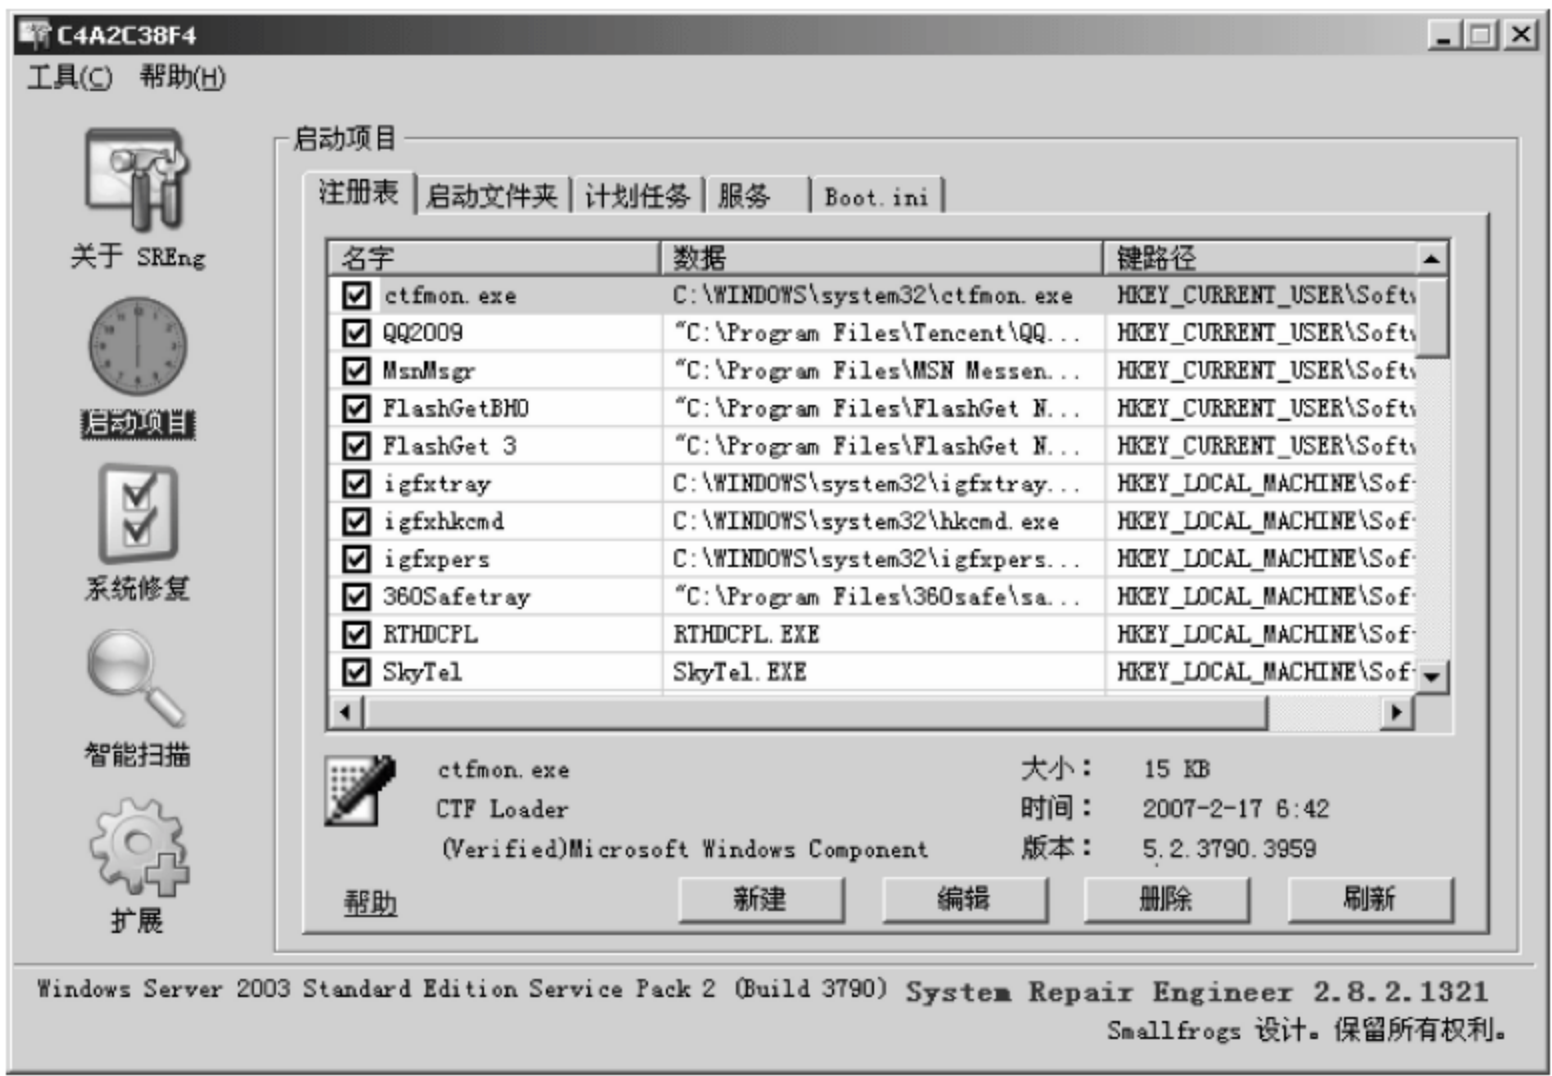 C4A2C38F4
工具(C) 帮助(H)
关于 SREng
启动项目
系统修复
智能扫描
扩展
启动项目
注册表 启动文件夹 计划任务 服务 Boot.ini
名字 数据 键路径
ctfmon.exe C:\WINDOWS\system32\ctfmon.exe HKEY_CURRENT_USER\Softw
QQ2009 "C:\Program Files\Tencent\QQ... HKEY_CURRENT_USER\Softw
MsnMsgr "C:\Program Files\MSN Messen... HKEY_CURRENT_USER\Softw
FlashGetBHO "C:\Program Files\FlashGet N... HKEY_CURRENT_USER\Softw
FlashGet 3 "C:\Program Files\FlashGet N... HKEY_CURRENT_USER\Softw
igfxtray C:\WINDOWS\system32\igfxtray... HKEY_LOCAL_MACHINE\Sof
igfxhkcmd C:\WINDOWS\system32\hkcmd.exe HKEY_LOCAL_MACHINE\Sof
igfxpers C:\WINDOWS\system32\igfxpers... HKEY_LOCAL_MACHINE\Sof
360Safetray "C:\Program Files\360safe\sa... HKEY_LOCAL_MACHINE\Sof
RTHDCPL RTHDCPL.EXE HKEY_LOCAL_MACHINE\Sof
SkyTel SkyTel.EXE HKEY_LOCAL_MACHINE\Sof
ctfmon.exe 大小： 15 KB
CTF Loader 时间： 2007-2-17 6:42
(Verified)Microsoft Windows Component 版本： 5.2.3790.3959
帮助 新建 编辑 删除 刷新
Windows Server 2003 Standard Edition Service Pack 2 (Build 3790) System Repair Engineer 2.8.2.1321
Smallfrogs 设计。保留所有权利。